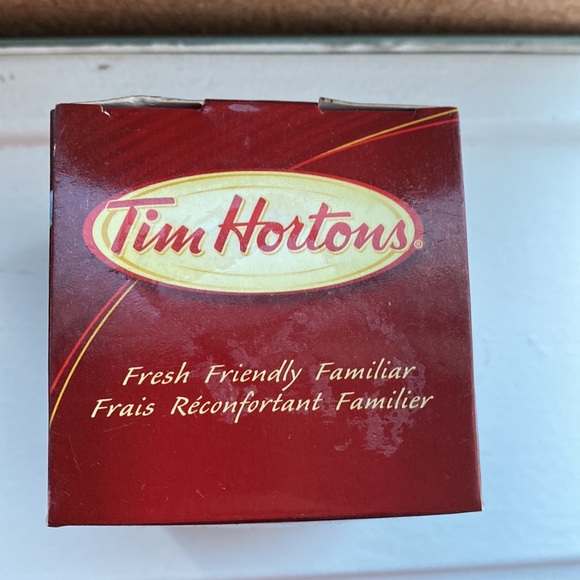 Tim Hortons®
Fresh Friendly Familiar
Frais Réconfortant Familier